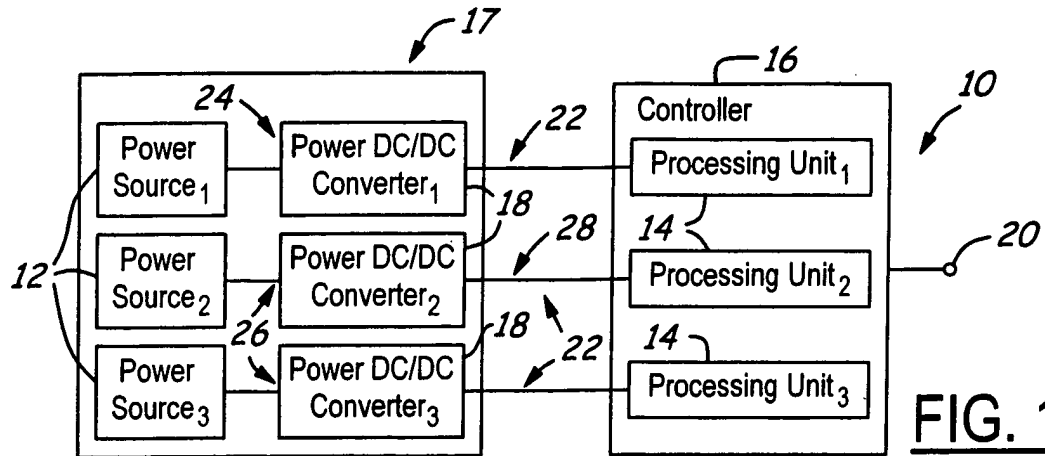 17
16
10
24
22
Controller
Power
Source1
Power DC/DC
Converter1
Processing Unit1
18
28
14
20
12
Power
Source2
Power DC/DC
Converter2
Processing Unit2
26
18
22
14
Power
Source3
Power DC/DC
Converter3
Processing Unit3
FIG. 1